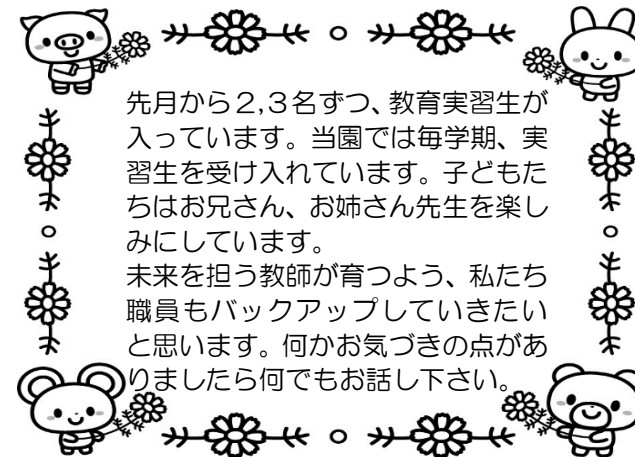 先月から２,３名ずつ、教育実習生が
入っています。当園では毎学期、実
習生を受け入れています。子どもた
ちはお兄さん、お姉さん先生を楽し
みにしています。
未来を担う教師が育つよう、私たち
職員もバックアップしていきたい
と思います。何かお気づきの点があ
りましたら何でもお話し下さい。